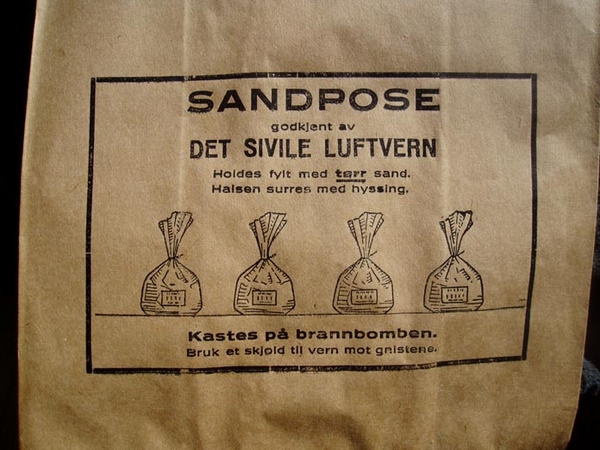 SANDPOSE
godkjent av
DET SIVILE LUFTVERN
Holdes fylt med tørr sand.
Halsen surres med hyssing.
Kastes på brannbomben.
Bruk et skjold til vern mot gnistene.